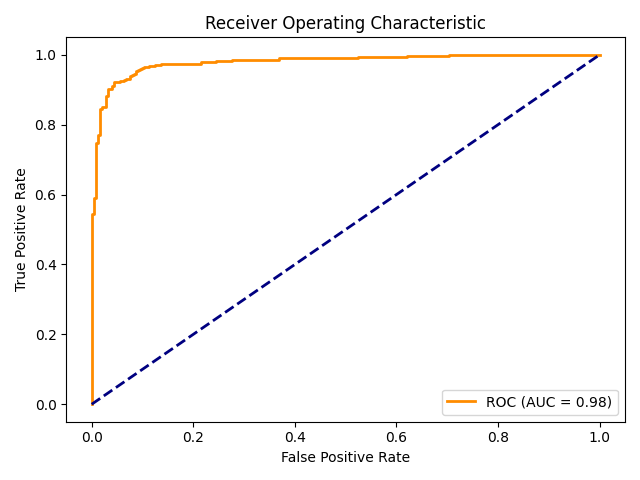 Receiver Operating Characteristic
True Positive Rate
1.0
0.8
0.6
0.4
0.2
0.0
0.0 0.2 0.4 0.6 0.8 1.0
False Positive Rate
ROC (AUC = 0.98)